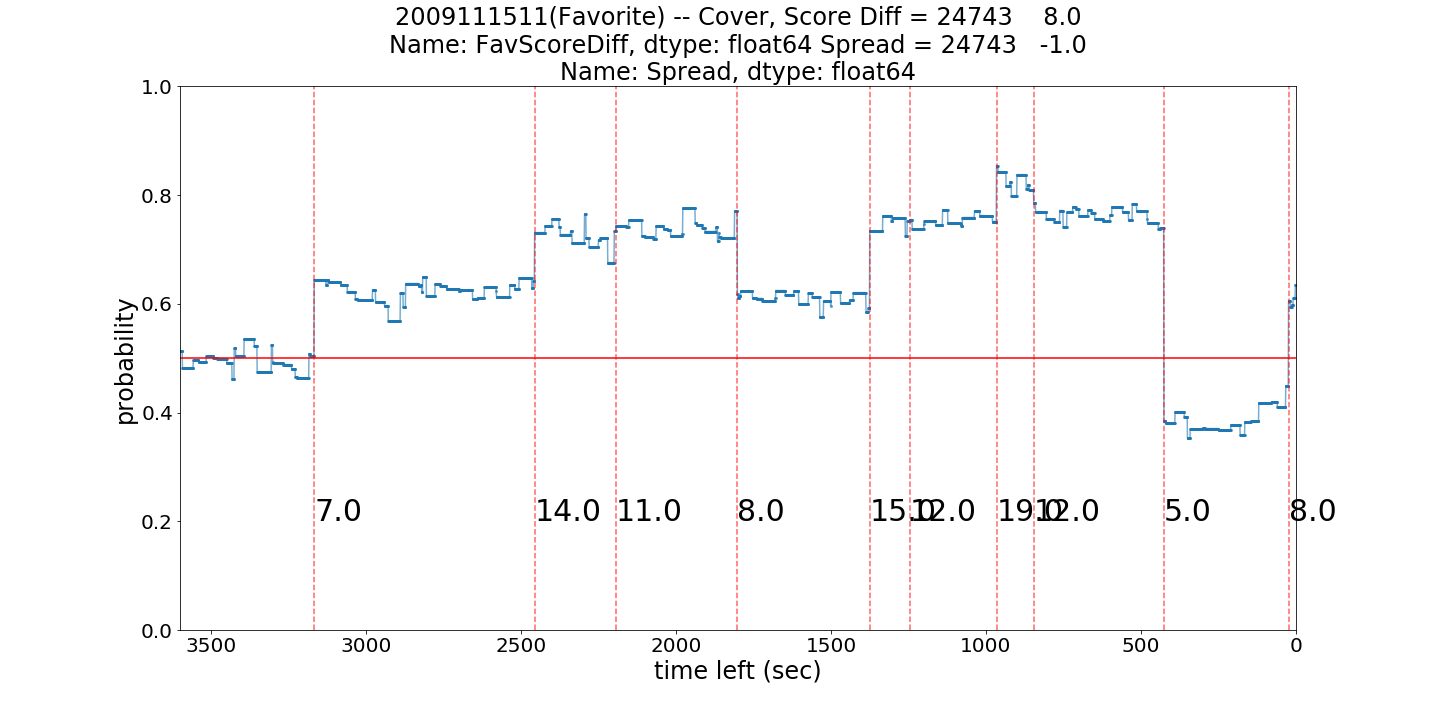 2009111511(Favorite) -- Cover, Score Diff = 24743    8.0
Name: FavScoreDiff, dtype: float64 Spread = 24743   -1.0
Name: Spread, dtype: float64
1.0
0.8
0.6
0.4
0.2
0.0
probability
7.0 14.0 11.0 8.0 15.0 12.0 19.0 12.0 5.0 8.0
3500 3000 2500 2000 1500 1000 500 0
time left (sec)